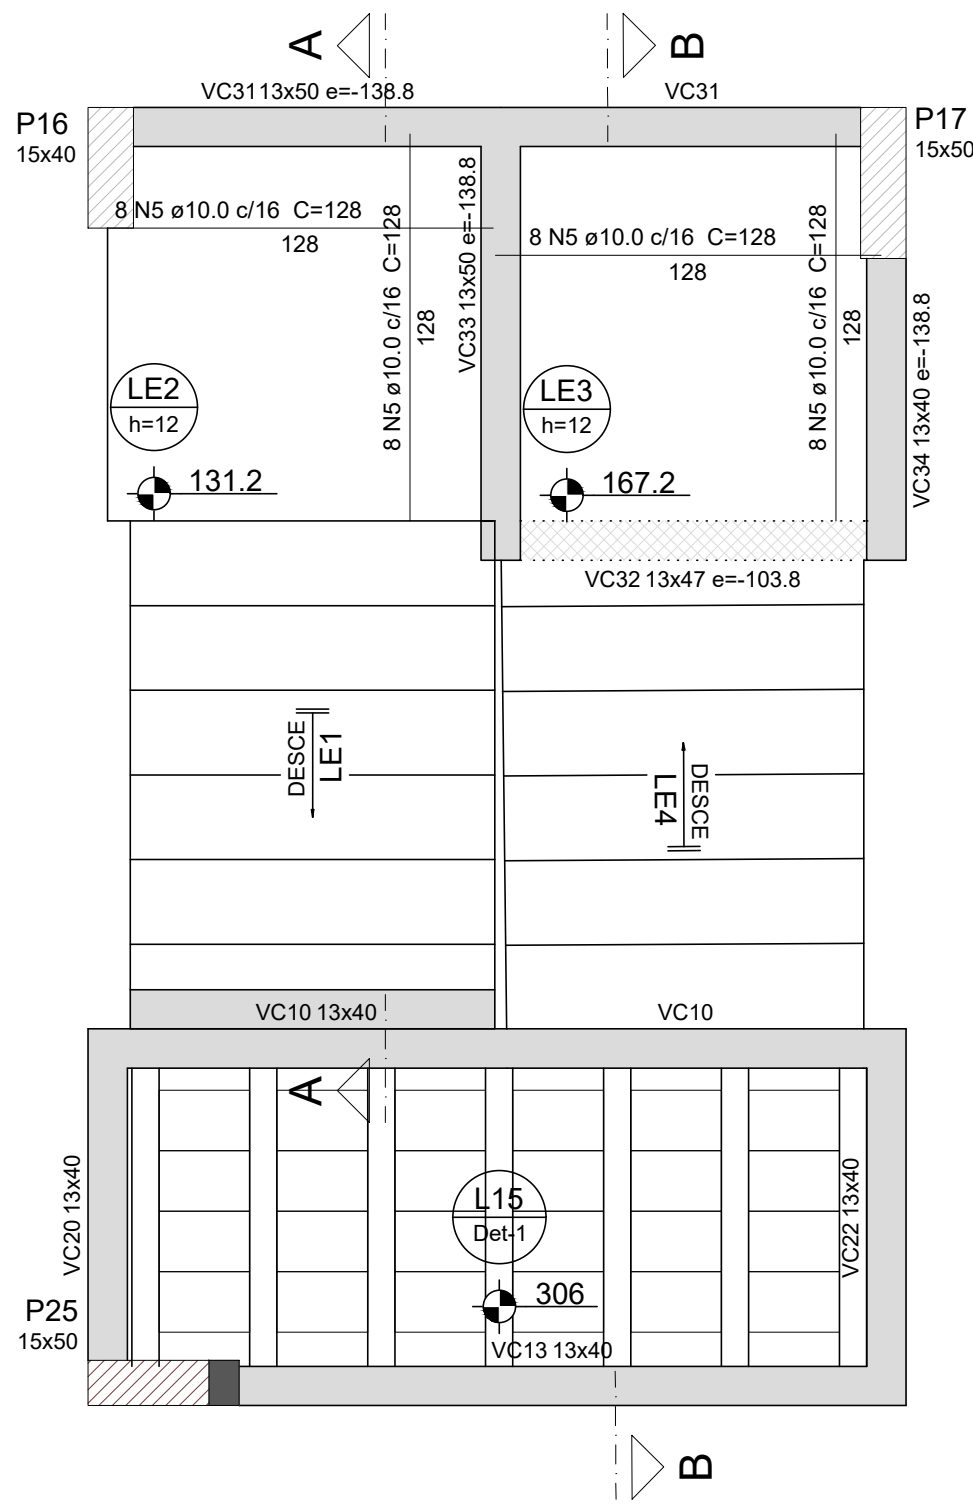 A
B
VC31 13x50 e=-138.8
VC31
P16
15x40
P17
15x50
8 N5 ø10.0 c/16 C=128
128
8 N5 ø10.0 c/16 C=128
128
VC33 13x50 e=-138.8
8 N5 ø10.0 c/16 C=128
128
8 N5 ø10.0 c/16 C=128
128
VC34 13x40 e=-138.8
LE2
h=12
LE3
h=12
131.2
167.2
VC32 13x47 e=-103.8
DESCE
LE1
LE4
DESCE
VC10 13x40
VC10
A
VC20 13x40
L15
Det-1
VC22 13x40
306
P25
15x50
VC13 13x40
B